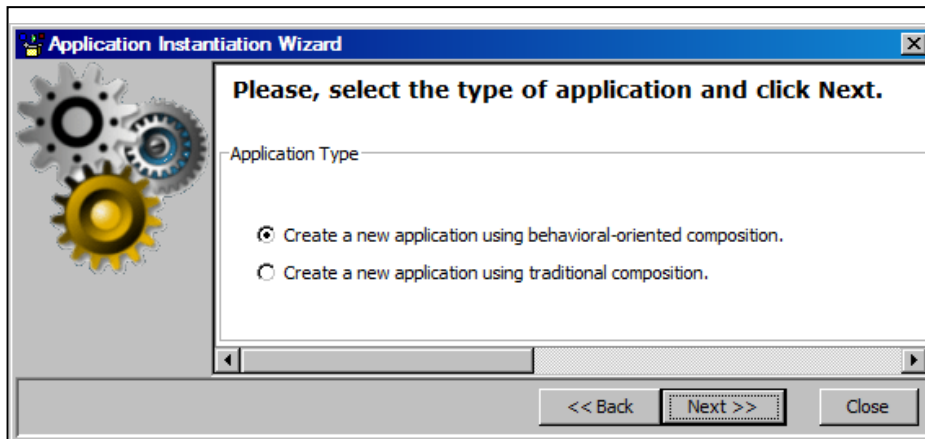 Application Instantiation Wizard
Please, select the type of application and click Next.
Application Type
Create a new application using behavioral-oriented composition.
Create a new application using traditional composition.
<< Back Next >> Close